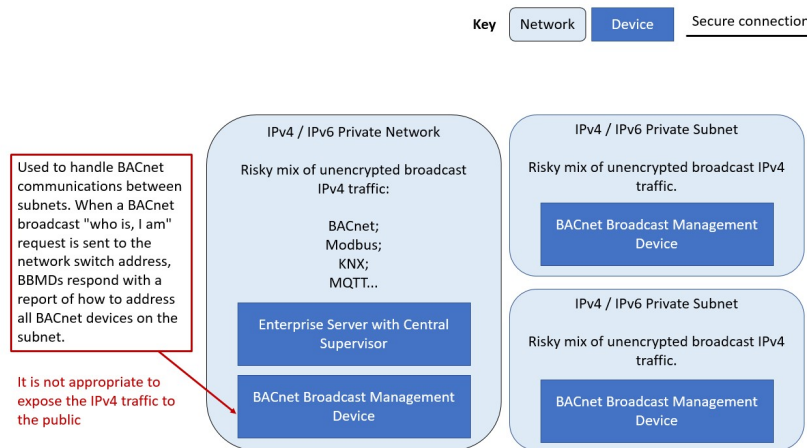 Key
Network
Device
Secure connection
Used to handle BACnet
communications between
subnets. When a BACnet
broadcast "who is, I am"
request is sent to the
network switch address,
BBMDs respond with a
report of how to address
all BACnet devices on the
subnet.
It is not appropriate to
expose the IPv4 traffic to
the public
IPv4 / IPv6 Private Network
Risky mix of unencrypted broadcast
IPv4 traffic:
BACnet;
Modbus;
KNX;
MQTT...
Enterprise Server with Central
Supervisor
BACnet Broadcast Management
Device
IPv4 / IPv6 Private Subnet
Risky mix of unencrypted broadcast IPv4
traffic.
BACnet Broadcast Management
Device
IPv4 / IPv6 Private Subnet
Risky mix of unencrypted broadcast IPv4
traffic.
BACnet Broadcast Management
Device